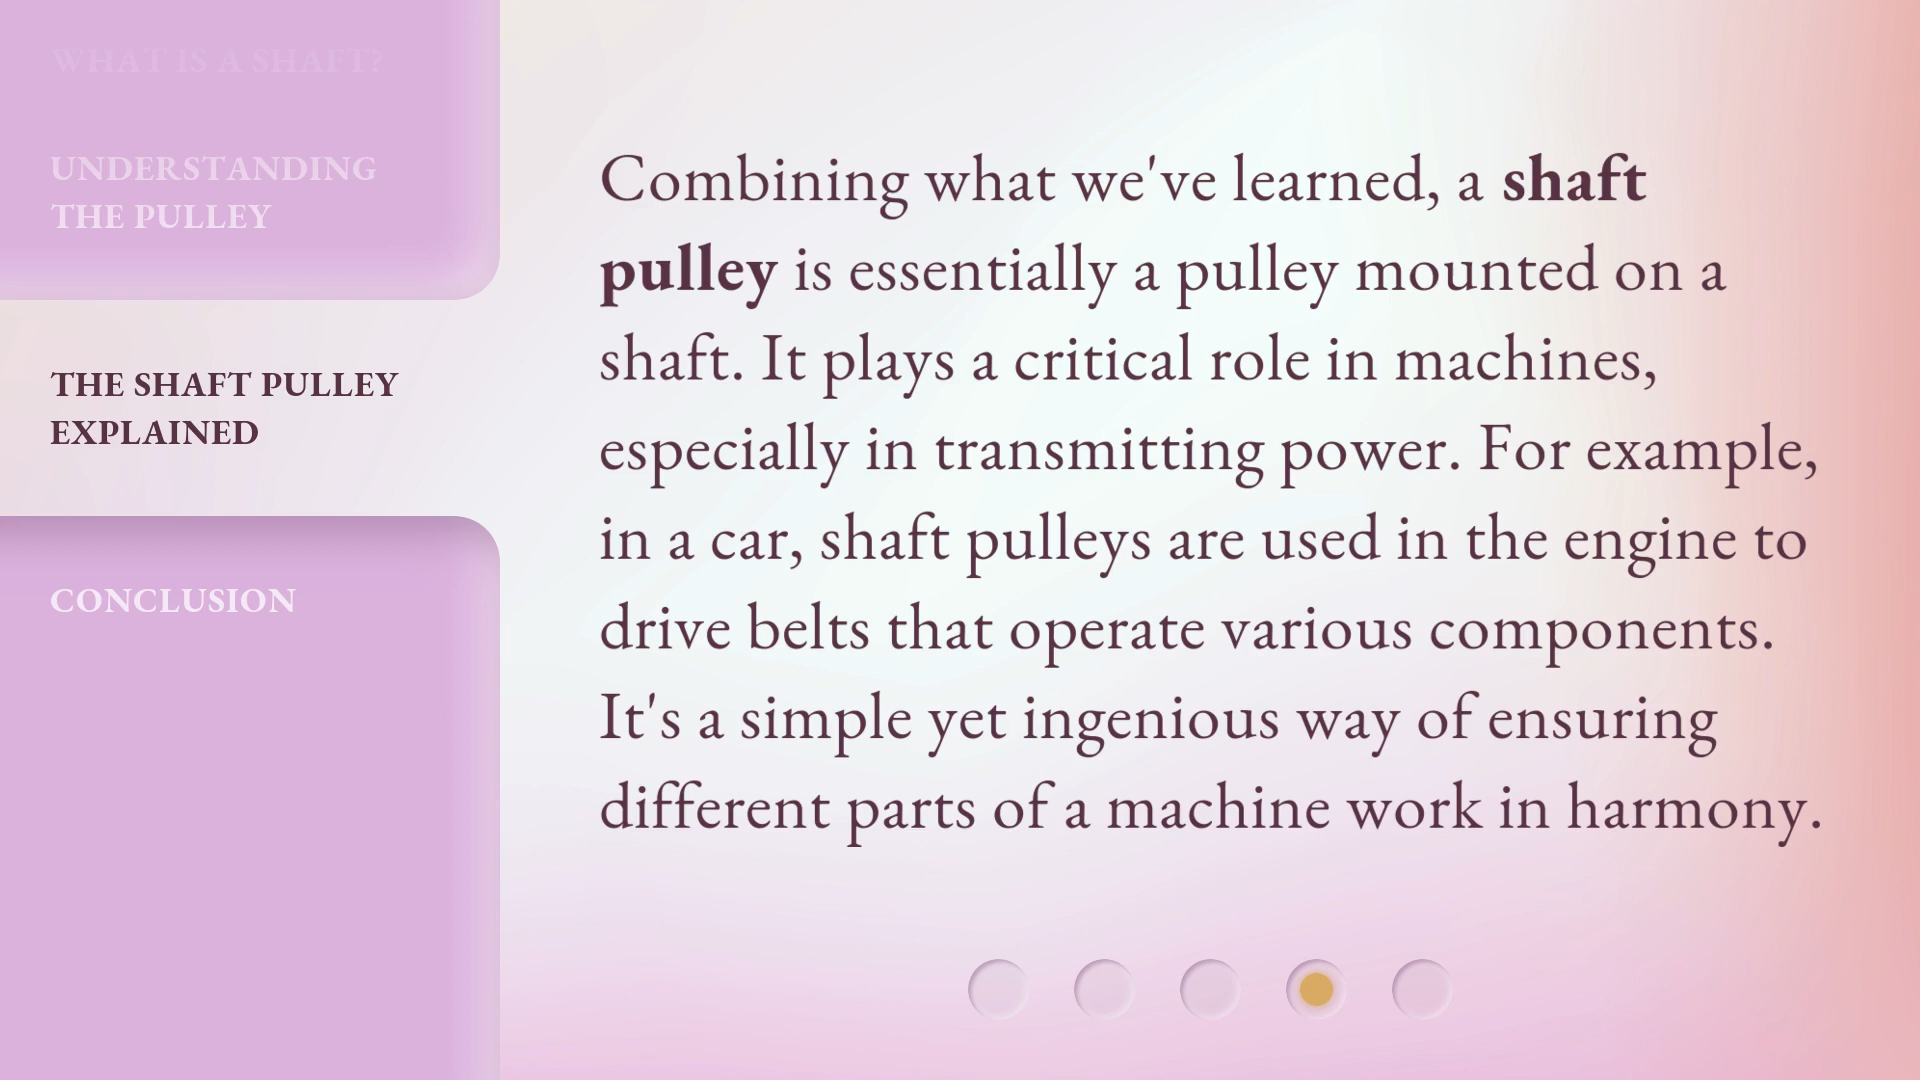 WHAT IS A SHAFT?
UNDERSTANDING
THE PULLEY
THE SHAFT PULLEY
EXPLAINED
CONCLUSION
Combining what we've learned, a shaft
pulley is essentially a pulley mounted on a
shaft. It plays a critical role in machines,
especially in transmitting power. For example,
in a car, shaft pulleys are used in the engine to
drive belts that operate various components.
It's a simple yet ingenious way of ensuring
different parts of a machine work in harmony.